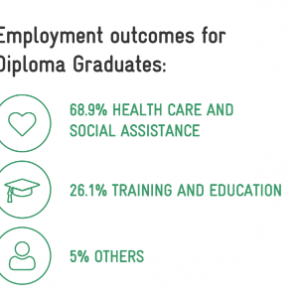 Employment outcomes for
Diploma Graduates:
68.9% HEALTH CARE AND
SOCIAL ASSISTANCE
26.1% TRAINING AND EDUCATION
5% OTHERS